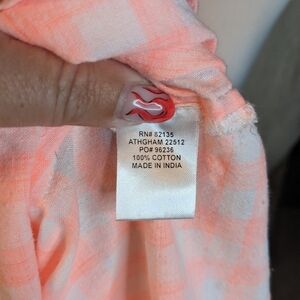 RN# 82135
ATHGHAM 22512
PO# 96236
100% COTTON
MADE IN INDIA